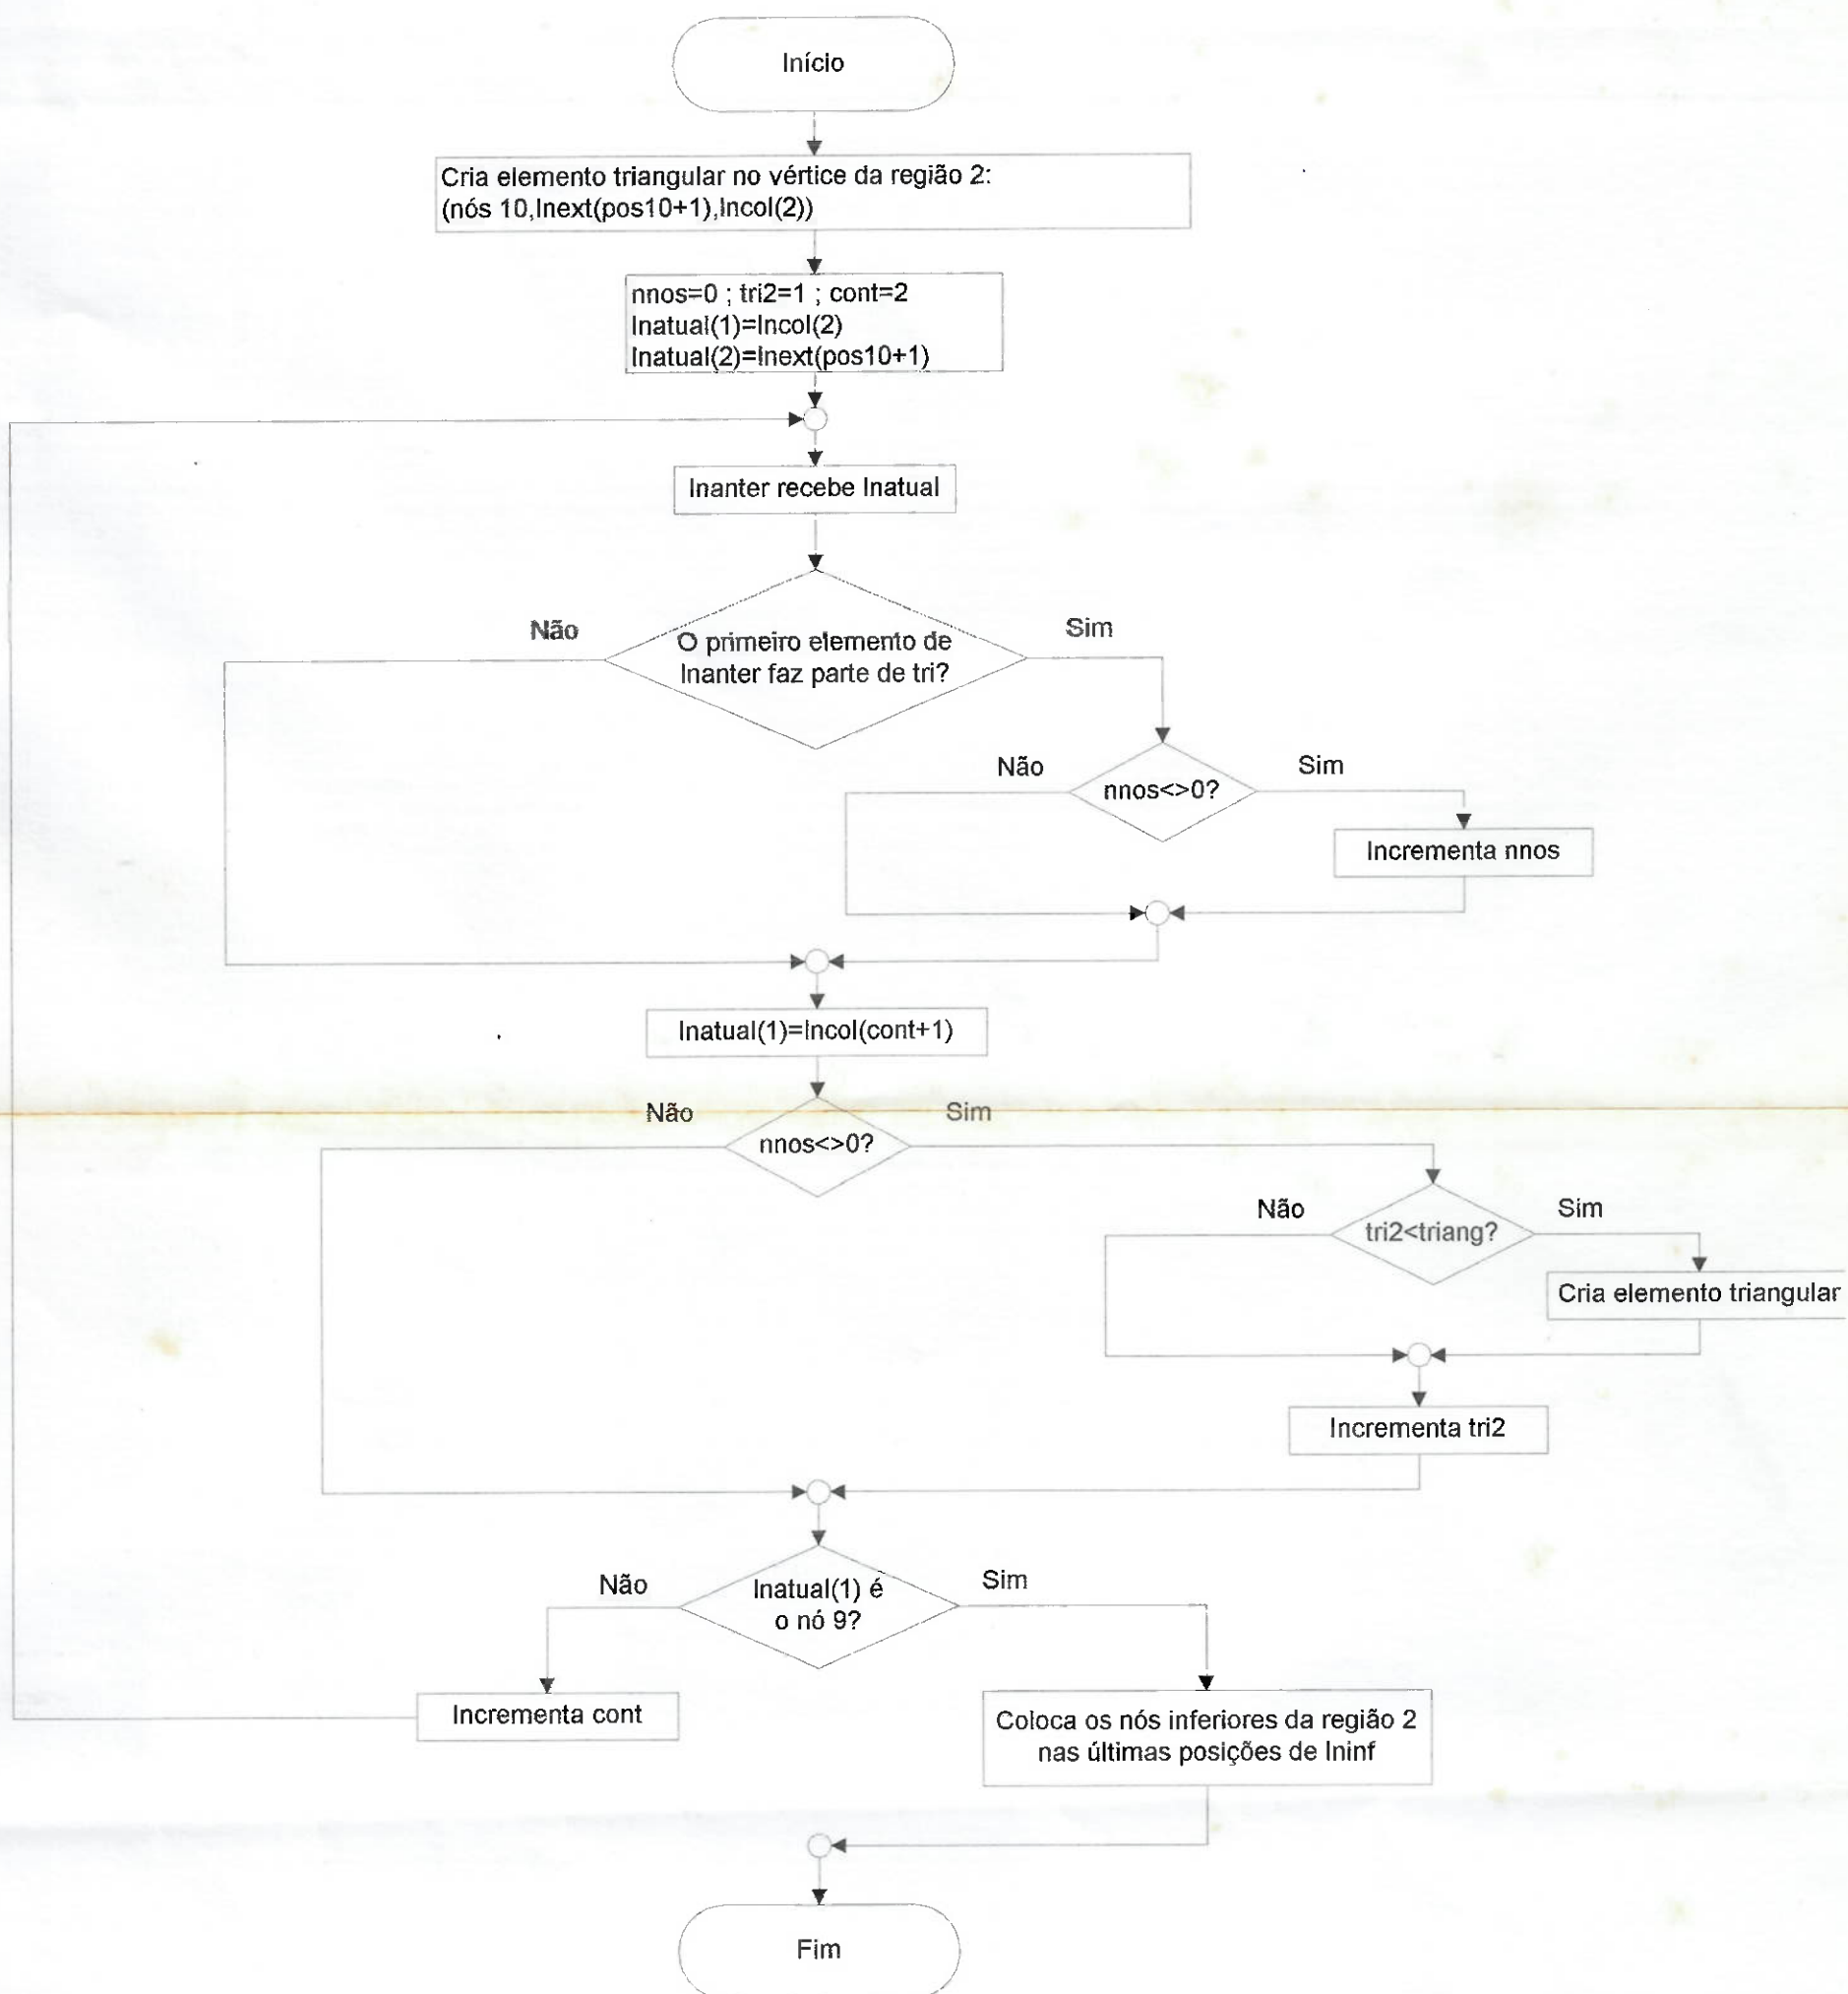 Início
Cria elemento triangular no vértice da região 2:
(nós 10,lnext(pos10+1),lncol(2))
nnos=0 ; tri2=1 ; cont=2
lnatual(1)=lncol(2)
lnatual(2)=lnext(pos10+1)
lnanter recebe lnatual
Não
Sim
O primeiro elemento de
lnanter faz parte de tri?
Não
Sim
nnos<>0?
Incrementa nnos
lnatual(1)=lncol(cont+1)
Não
Sim
nnos<>0?
Não
Sim
tri2<triang?
Cria elemento triangular
Incrementa tri2
Não
Sim
lnatual(1) é
o nó 9?
Incrementa cont
Coloca os nós inferiores da região 2
nas últimas posições de lninf
Fim